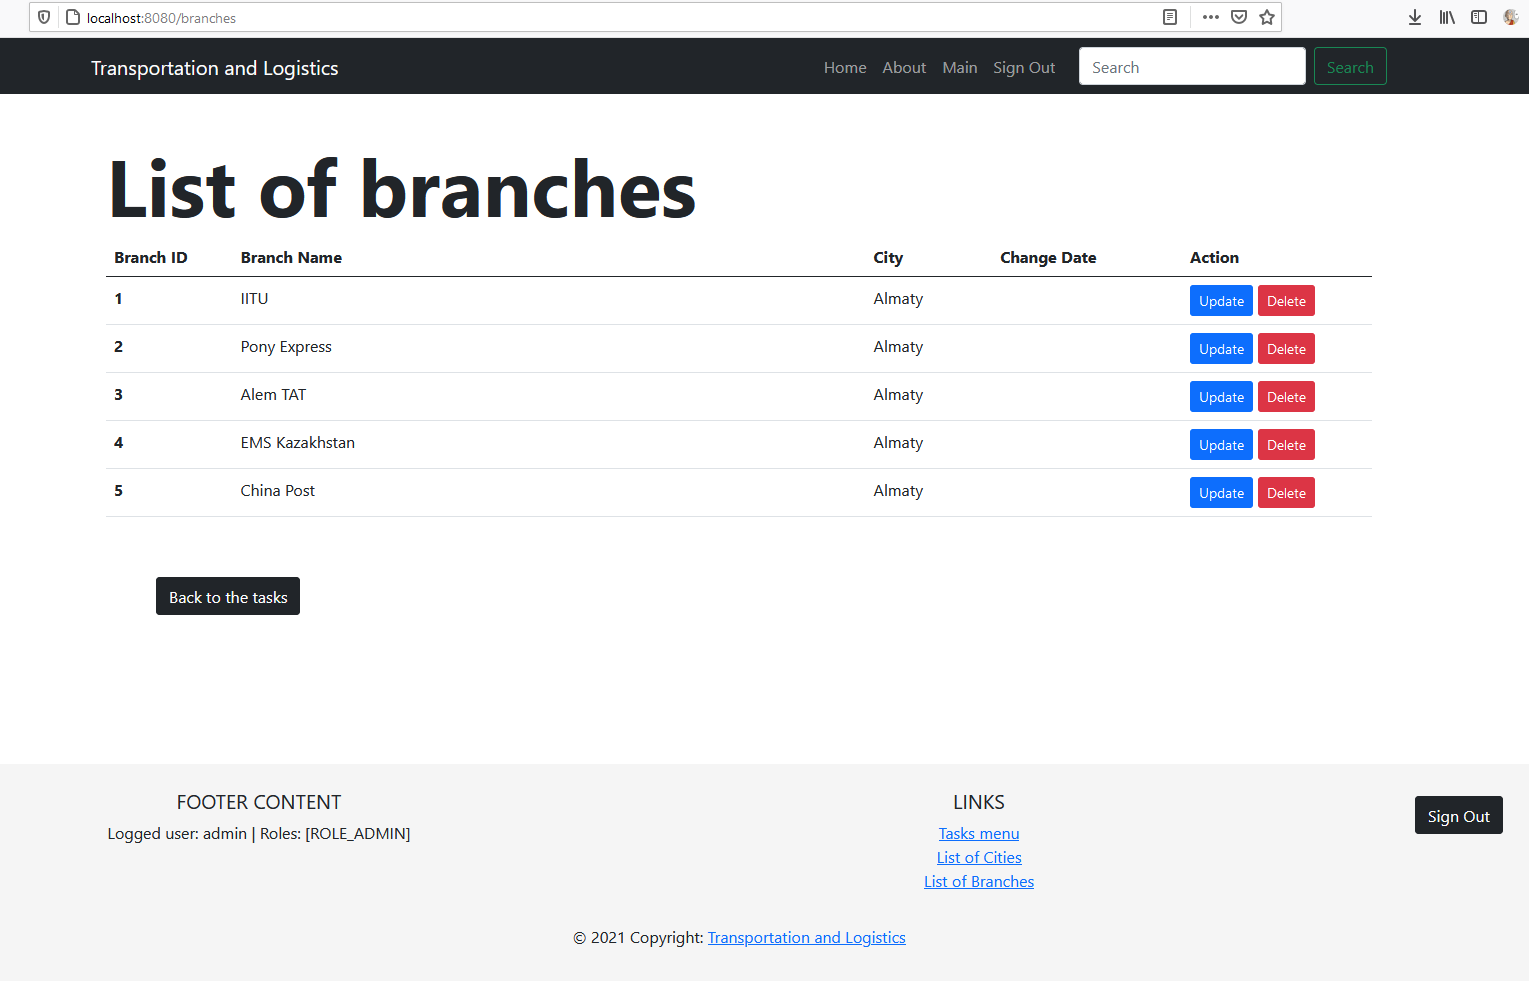 localhost:8080/branches
Transportation and Logistics Home About Main Sign Out Search Search
List of branches
Branch ID Branch Name City Change Date Action
1 IITU Almaty Update Delete
2 Pony Express Almaty Update Delete
3 Alem TAT Almaty Update Delete
4 EMS Kazakhstan Almaty Update Delete
5 China Post Almaty Update Delete
Back to the tasks
FOOTER CONTENT
Logged user: admin | Roles: [ROLE_ADMIN]
LINKS
Tasks menu
List of Cities
List of Branches
Sign Out
© 2021 Copyright: Transportation and Logistics